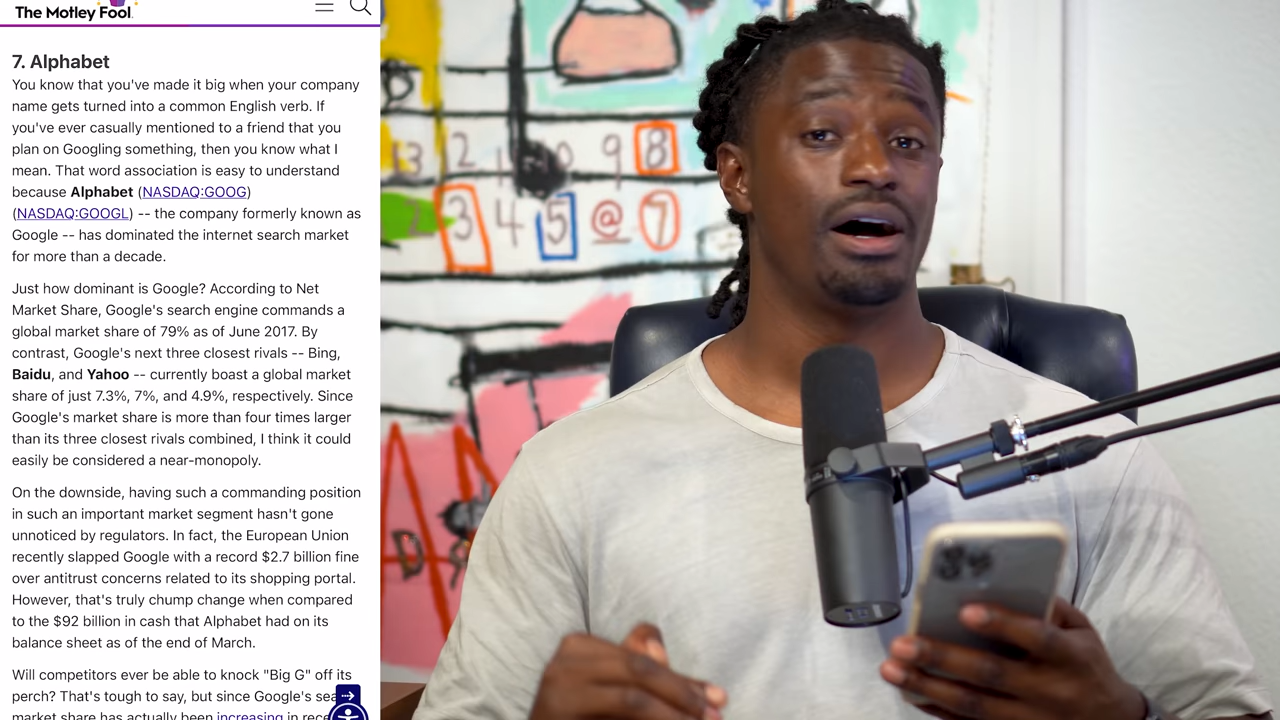 The Motley Fool
7. Alphabet
You know that you've made it big when your company
name gets turned into a common English verb. If
you've ever casually mentioned to a friend that you
plan on Googling something, then you know what I
mean. That word association is easy to understand
because Alphabet (NASDAQ:GOOG)
(NASDAQ:GOOGL) -- the company formerly known as
Google -- has dominated the internet search market
for more than a decade.
Just how dominant is Google? According to Net
Market Share, Google's search engine commands a
global market share of 79% as of June 2017. By
contrast, Google's next three closest rivals -- Bing,
Baidu, and Yahoo -- currently boast a global market
share of just 7.3%, 7%, and 4.9%, respectively. Since
Google's market share is more than four times larger
than its three closest rivals combined, I think it could
easily be considered a near-monopoly.
On the downside, having such a commanding position
in such an important market segment hasn't gone
unnoticed by regulators. In fact, the European Union
recently slapped Google with a record $2.7 billion fine
over antitrust concerns related to its shopping portal.
However, that's truly chump change when compared
to the $92 billion in cash that Alphabet had on its
balance sheet as of the end of March.
Will competitors ever be able to knock "Big G" off its
perch? That's tough to say, but since Google's
market share has actually been increasing in
13 12 9 8
3 4 5 @ 7